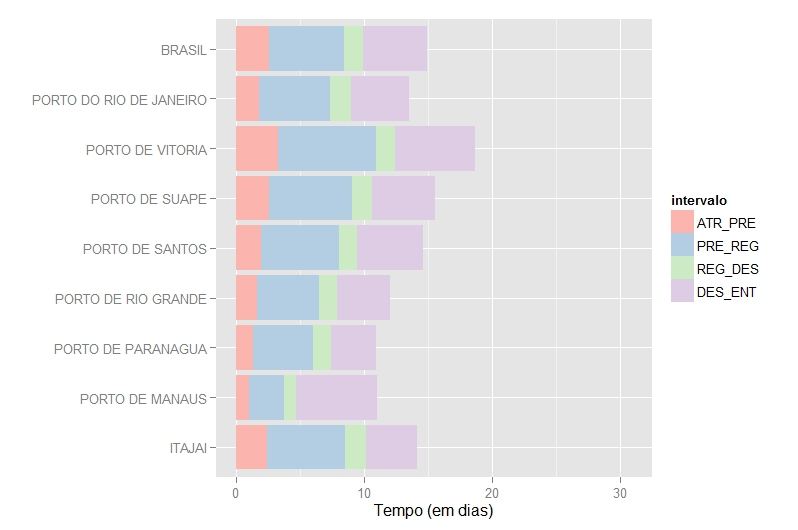 BRASIL
PORTO DO RIO DE JANEIRO
PORTO DE VITORIA
PORTO DE SUAPE
PORTO DE SANTOS
PORTO DE RIO GRANDE
PORTO DE PARANAGUA
PORTO DE MANAUS
ITAJAI
0 10 20 30
Tempo (em dias)
intervalo
ATR_PRE
PRE_REG
REG_DES
DES_ENT